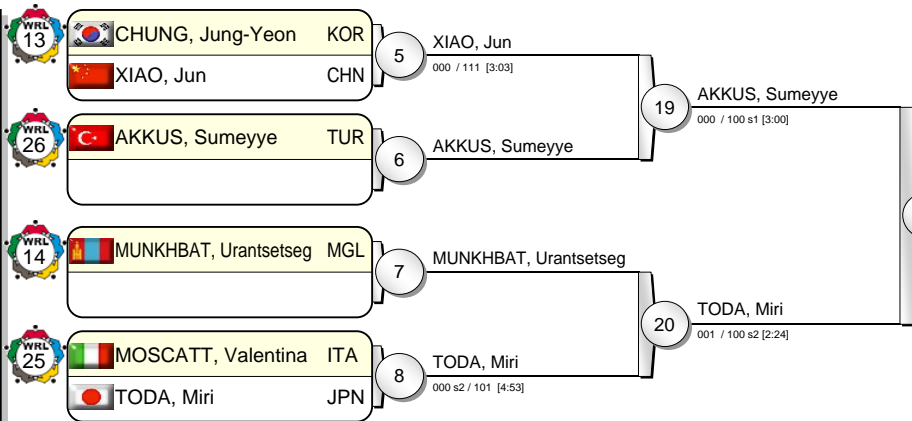 WRL
13
CHUNG, Jung-Yeon KOR
XIAO, Jun CHN
5
XIAO, Jun
000 / 111 [3:03]
19
AKKUS, Sumeyye
000 / 100 s1 [3:00]
WRL
26
AKKUS, Sumeyye TUR
6
AKKUS, Sumeyye
WRL
14
MUNKHBAT, Urantsetseg MGL
7
MUNKHBAT, Urantsetseg
20
TODA, Miri
001 / 100 s2 [2:24]
WRL
25
MOSCATT, Valentina ITA
TODA, Miri JPN
8
TODA, Miri
000 s2 / 101 [4:53]